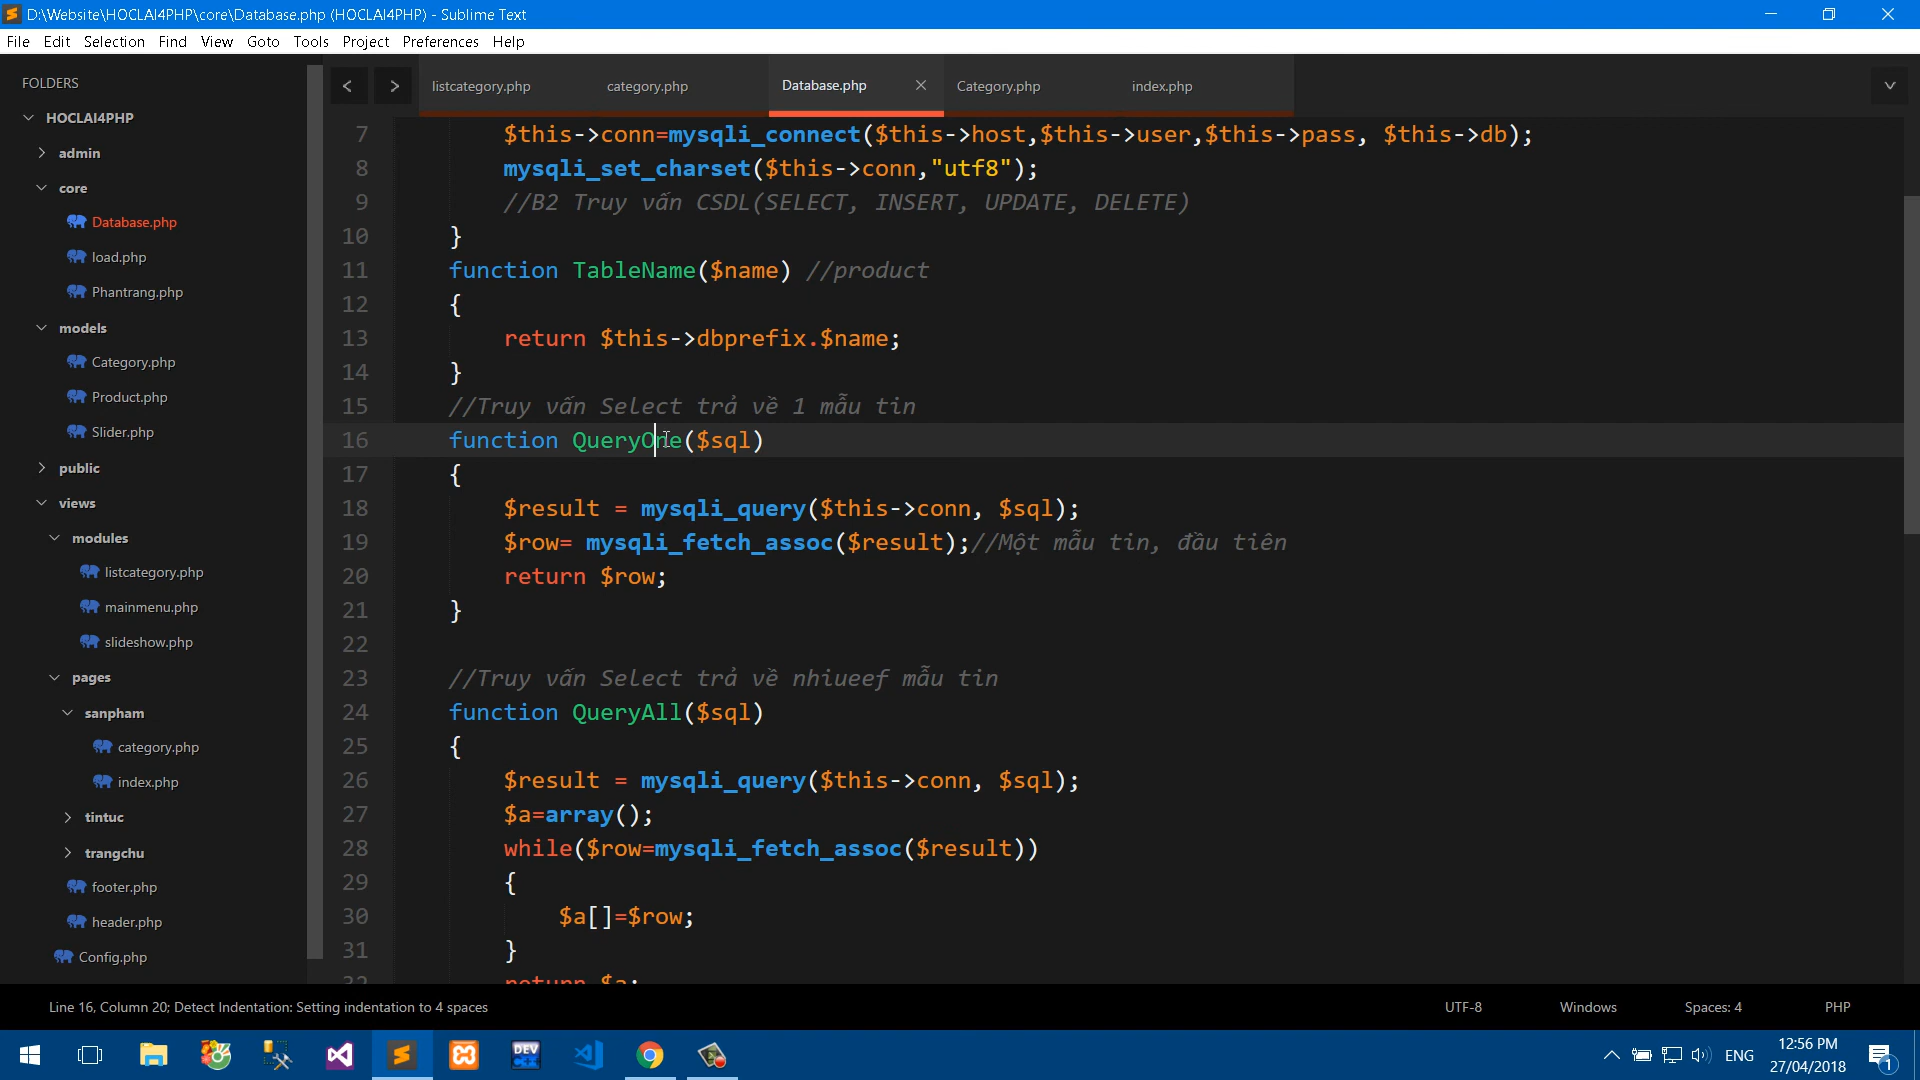 D:\Website\HOCLAI4PHP\core\Database.php (HOCLAI4PHP) - Sublime Text
File Edit Selection Find View Goto Tools Project Preferences Help
FOLDERS
HOCLAI4PHP
admin
core
Database.php
load.php
Phantrang.php
models
Category.php
Product.php
Slider.php
public
views
modules
listcategory.php
mainmenu.php
slideshow.php
pages
sanpham
category.php
index.php
tintuc
trangchu
footer.php
header.php
Config.php
listcategory.php category.php Database.php Category.php index.php
7 $this->conn=mysqli_connect($this->host,$this->user,$this->pass, $this->db);
8 mysqli_set_charset($this->conn,"utf8");
9 //B2 Truy vấn CSDL(SELECT, INSERT, UPDATE, DELETE)
10 }
11 function TableName($name) //product
12 {
13 return $this->dbprefix.$name;
14 }
15 //Truy vấn Select trả về 1 mẫu tin
16 function QueryOne($sql)
17 {
18 $result = mysqli_query($this->conn, $sql);
19 $row= mysqli_fetch_assoc($result);//Một mẫu tin, đầu tiên
20 return $row;
21 }
22
23 //Truy vấn Select trả về nhiueef mẫu tin
24 function QueryAll($sql)
25 {
26 $result = mysqli_query($this->conn, $sql);
27 $a=array();
28 while($row=mysqli_fetch_assoc($result))
29 {
30 $a[]=$row;
31 }
32 return $a;
Line 16, Column 20; Detect Indentation: Setting indentation to 4 spaces
UTF-8 Windows Spaces: 4 PHP
DEV
C++
ENG
12:56 PM
27/04/2018
1